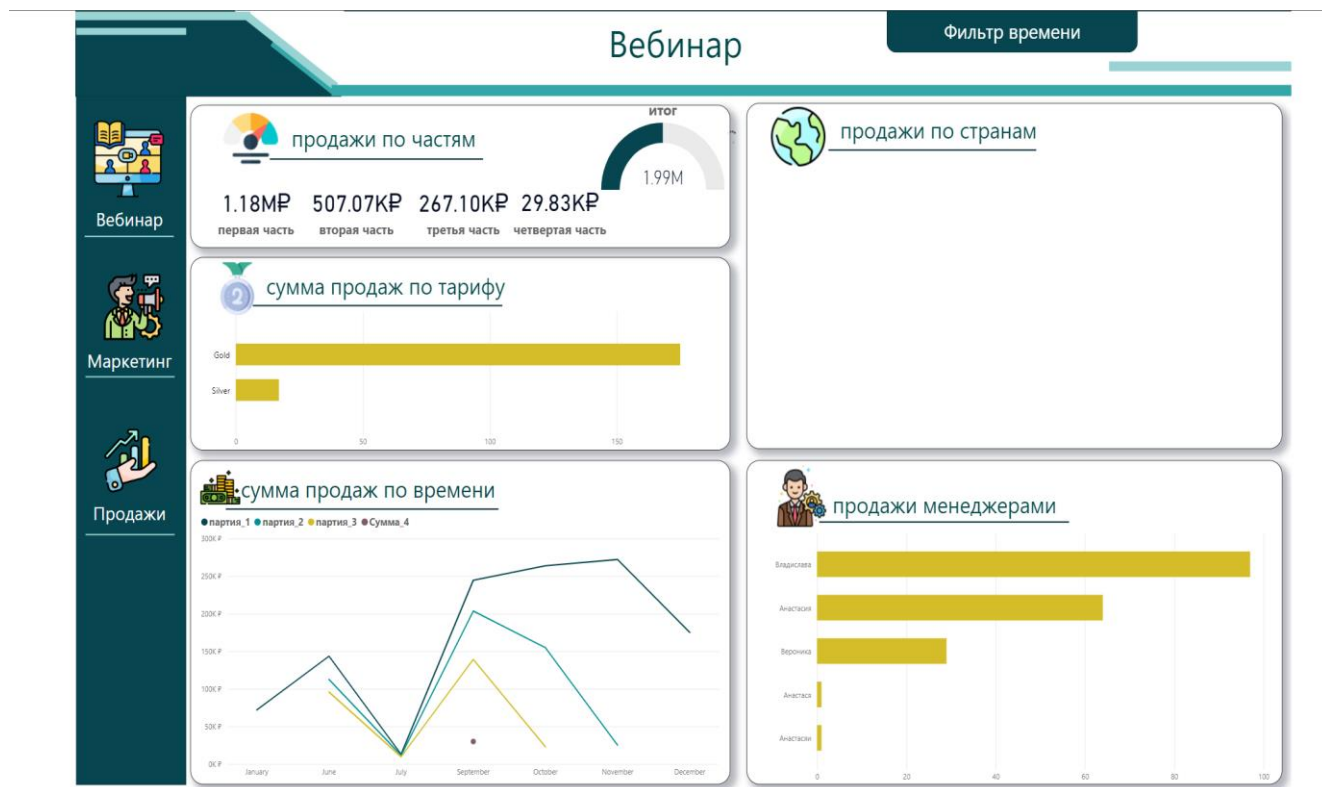 Вебинар
Фильтр времени
Вебинар
Маркетинг
Продажи
продажи по частям
итог
1.99M
1.18M₽ 507.07K₽ 267.10K₽ 29.83K₽
первая часть вторая часть третья часть четвертая часть
сумма продаж по тарифу
2
Gold
Silver
0 50 100 150
сумма продаж по времени
партия_1 партия_2 партия_3 Сумма_4
300K ₽
250K ₽
200K ₽
150K ₽
100K ₽
50K ₽
0K ₽
January June July September October November December
продажи по странам
продажи менеджерами
Владислава
Анастасия
Вероника
Анастася
Анастасяи
0 20 40 60 80 100